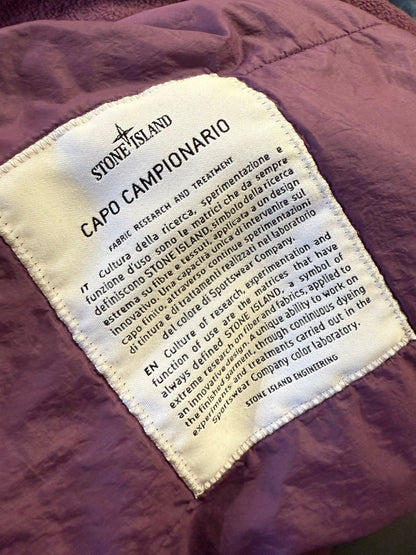 STONE ISLAND
CAPO CAMPIONARIO
FABRIC RESEARCH AND TREATMENT
IT Cultura della ricerca, sperimentazione e
funzione d'uso sono le matrici che da sempre
definiscono STONE ISLAND, simbolo della ricerca
estrema su fibre e tessuti, applicata a un design
innovativo. Una capacità unica di intervenire sul
capo finito, attraverso continue sperimentazioni
di tintura e di trattamenti realizzati nel laboratorio
del colore di Sportswear Company.
EN Culture of research, experimentation and
function of use are the matrices that have
always defined STONE ISLAND, a symbol of
extreme research on fibres and fabrics, applied to
an innovative design. A unique ability to work on
the finished garment, through continuous dyeing
experiments and treatments carried out in the
Sportswear Company color laboratory.
STONE ISLAND ENGINEERING